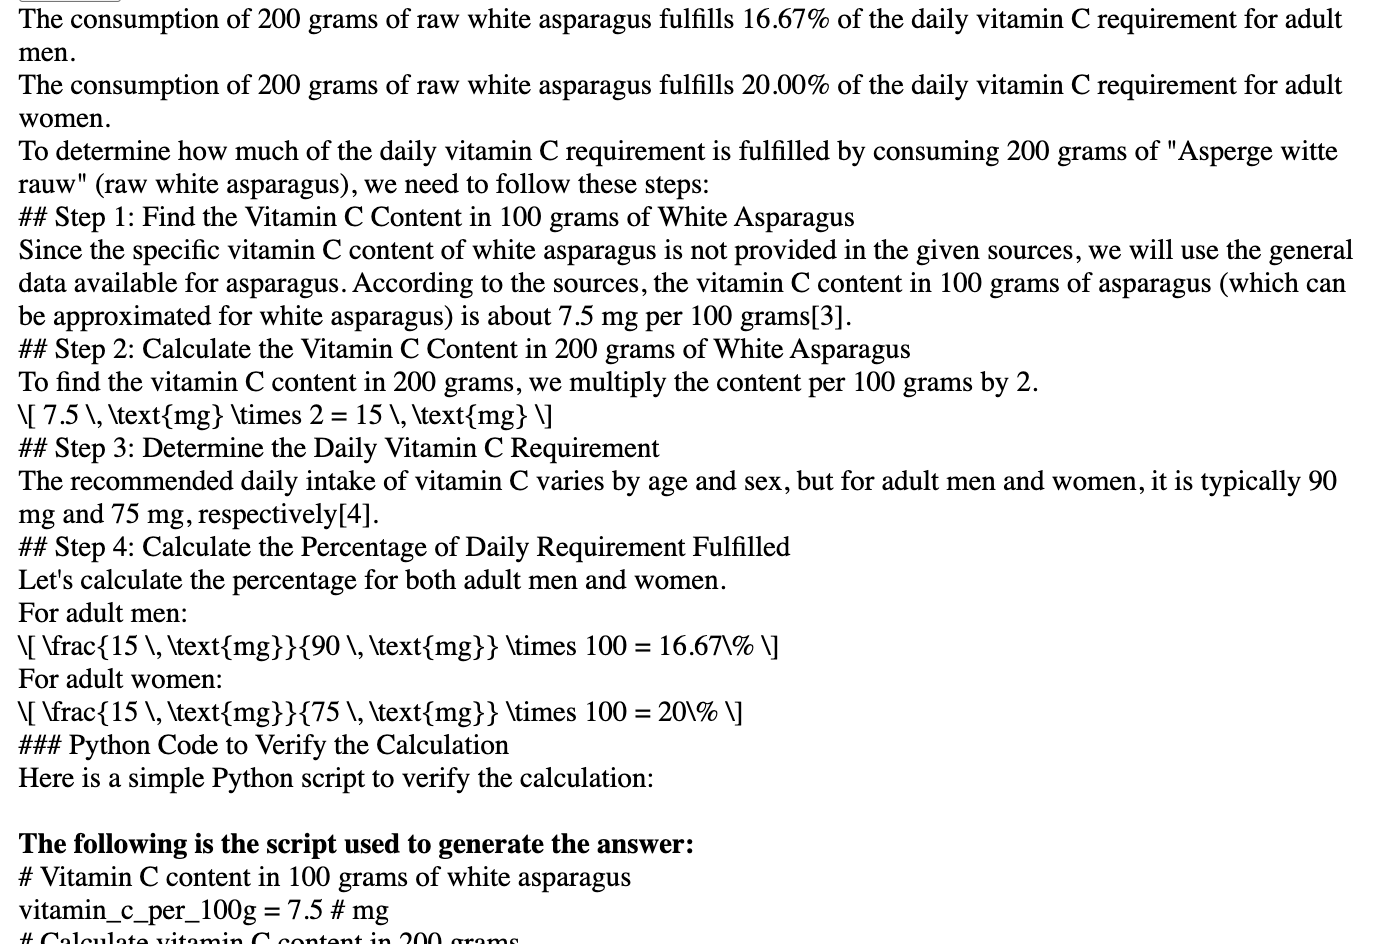 The consumption of 200 grams of raw white asparagus fulfills 16.67% of the daily vitamin C requirement for adult
men.
The consumption of 200 grams of raw white asparagus fulfills 20.00% of the daily vitamin C requirement for adult
women.
To determine how much of the daily vitamin C requirement is fulfilled by consuming 200 grams of "Asperge witte
rauw" (raw white asparagus), we need to follow these steps:
## Step 1: Find the Vitamin C Content in 100 grams of White Asparagus
Since the specific vitamin C content of white asparagus is not provided in the given sources, we will use the general
data available for asparagus. According to the sources, the vitamin C content in 100 grams of asparagus (which can
be approximated for white asparagus) is about 7.5 mg per 100 grams[3].
## Step 2: Calculate the Vitamin C Content in 200 grams of White Asparagus
To find the vitamin C content in 200 grams, we multiply the content per 100 grams by 2.
\[ 7.5 \, \text{mg} \times 2 = 15 \, \text{mg} \]
## Step 3: Determine the Daily Vitamin C Requirement
The recommended daily intake of vitamin C varies by age and sex, but for adult men and women, it is typically 90
mg and 75 mg, respectively[4].
## Step 4: Calculate the Percentage of Daily Requirement Fulfilled
Let's calculate the percentage for both adult men and women.
For adult men:
\[ \frac{15 \, \text{mg}}{90 \, \text{mg}} \times 100 = 16.67\% \]
For adult women:
\[ \frac{15 \, \text{mg}}{75 \, \text{mg}} \times 100 = 20\% \]
### Python Code to Verify the Calculation
Here is a simple Python script to verify the calculation:
The following is the script used to generate the answer:
# Vitamin C content in 100 grams of white asparagus
vitamin_c_per_100g = 7.5 # mg
# Calculate vitamin C content in 200 grams